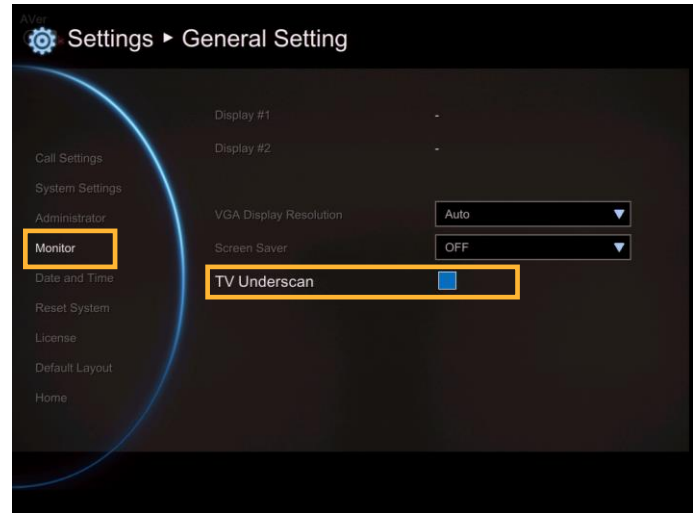 AVer
Settings ► General Setting
Display #1 -
Display #2 -
Call Settings
System Settings
Administrator
VGA Display Resolution Auto ▼
Monitor
Screen Saver OFF ▼
Date and Time
TV Underscan
Reset System
License
Default Layout
Home